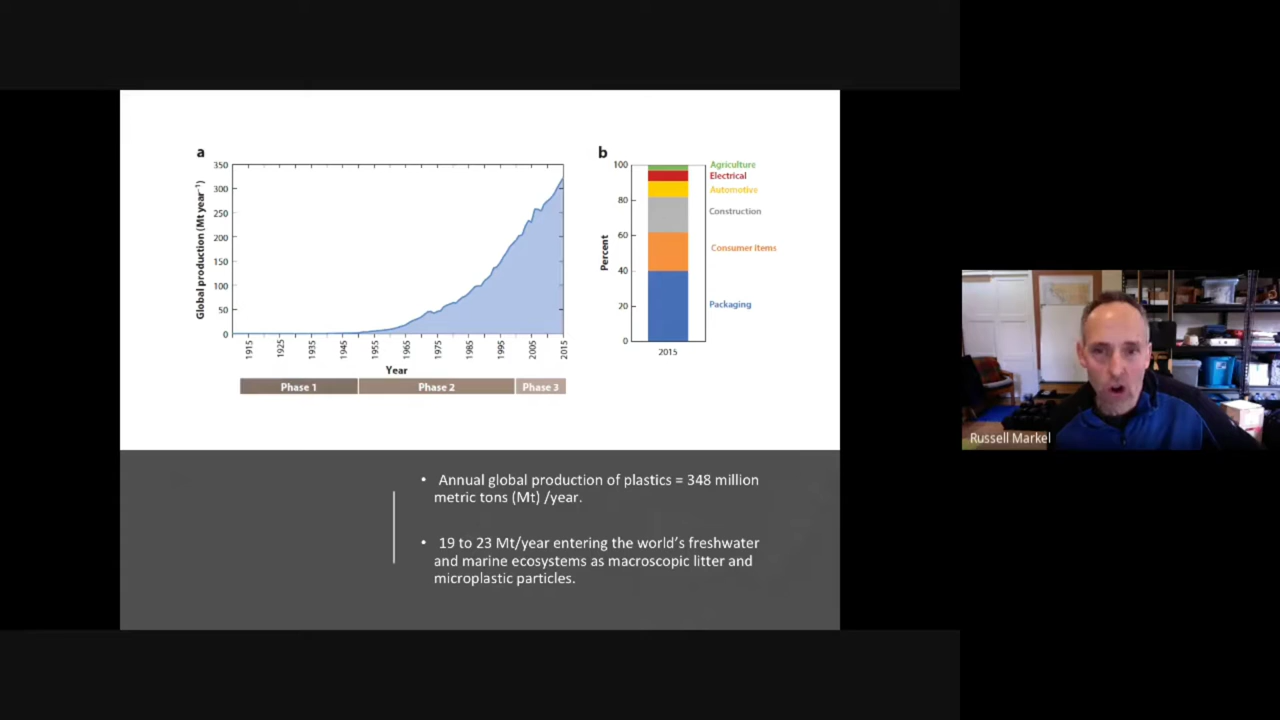 a
Global production (Mt year⁻¹)
350
300
250
200
150
100
50
0
1915
1925
1935
1945
1955
1965
1975
1985
1995
2005
2015
Year
Phase 1
Phase 2
Phase 3
b
Percent
100
80
60
40
20
0
2015
Agriculture
Electrical
Automotive
Construction
Consumer items
Packaging
• Annual global production of plastics = 348 million
metric tons (Mt) /year.
• 19 to 23 Mt/year entering the world's freshwater
and marine ecosystems as macroscopic litter and
microplastic particles.
Russell Markel